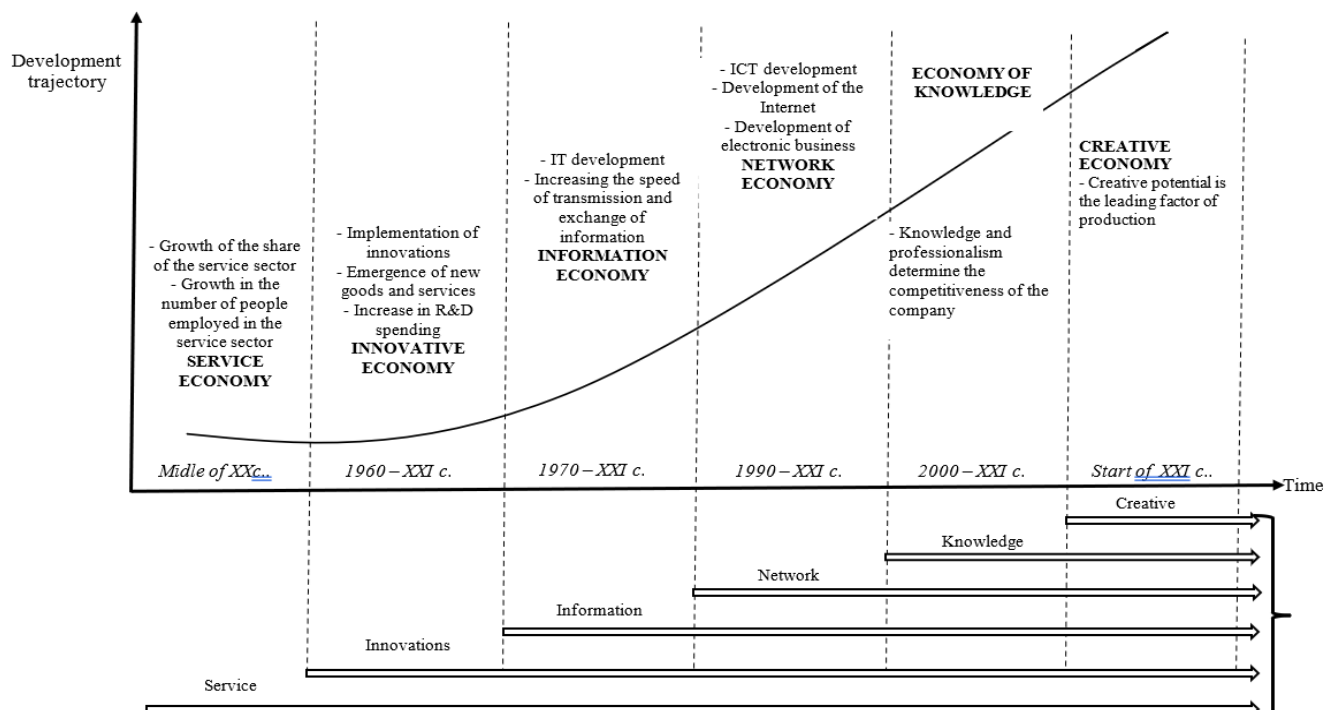 Development
trajectory
- Growth of the share
of the service sector
- Growth in the
number of people
employed in the
service sector
SERVICE
ECONOMY
- Implementation of
innovations
- Emergence of new
goods and services
- Increase in R&D
spending
INNOVATIVE
ECONOMY
- IT development
- Increasing the speed
of transmission and
exchange of
information
INFORMATION
ECONOMY
- ICT development
- Development of the
Internet
- Development of
electronic business
NETWORK
ECONOMY
ECONOMY OF
KNOWLEDGE
- Knowledge and
professionalism
determine the
competitiveness of the
company
CREATIVE
ECONOMY
- Creative potential is
the leading factor of
production
Midle of XXc..
1960 – XXI c.
1970 – XXI c.
1990 – XXI c.
2000 – XXI c.
Start of XXI c..
Time
Creative
Knowledge
Network
Information
Innovations
Service